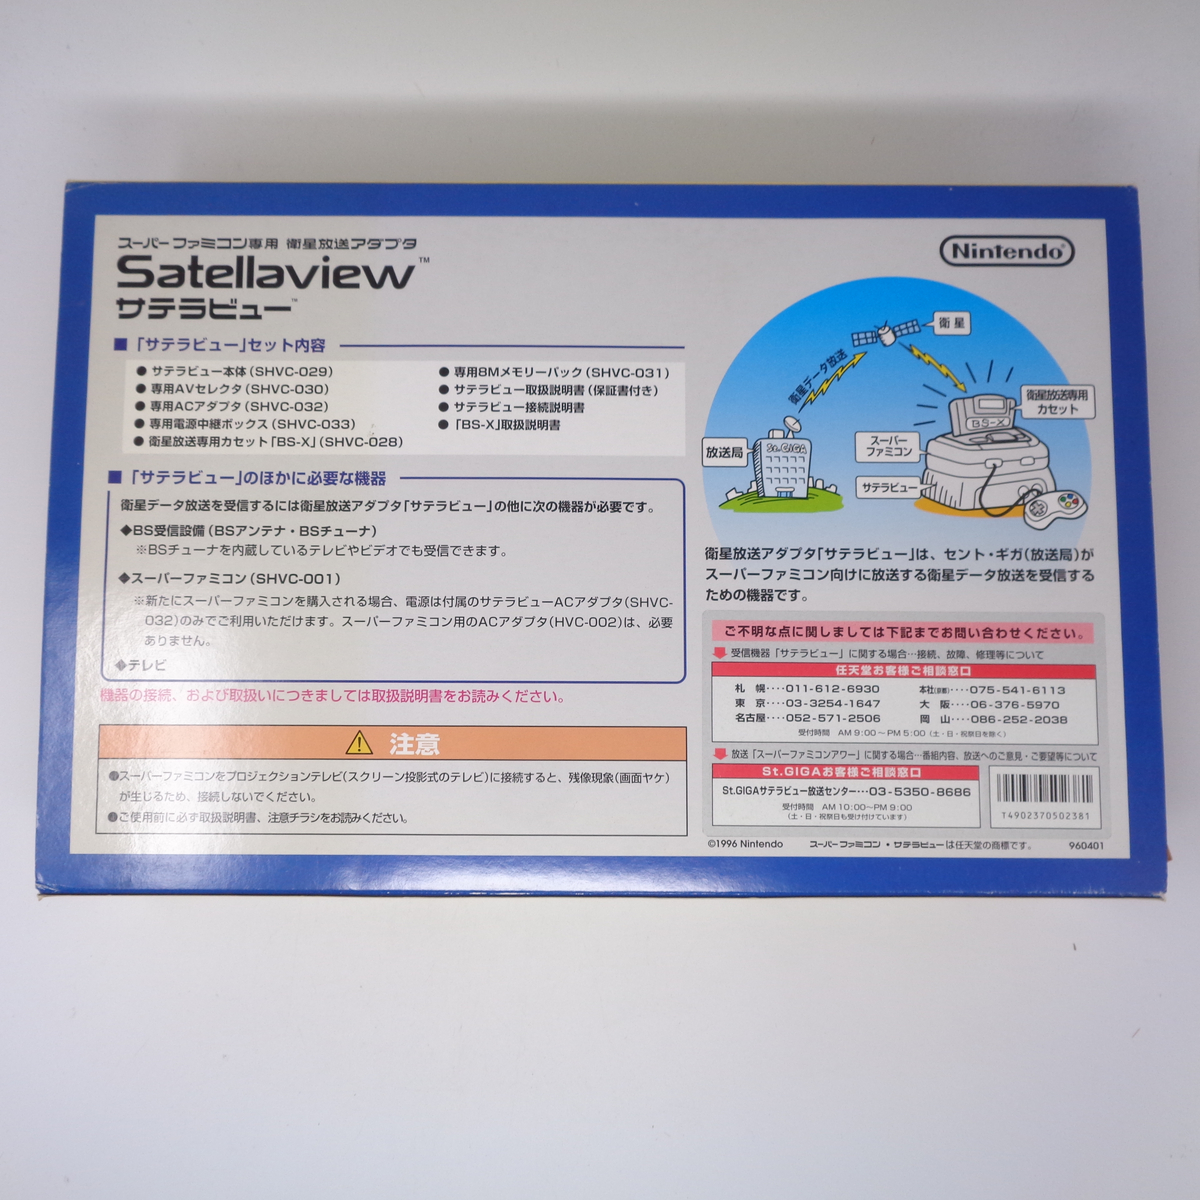 スーパーファミコン専用 衛星放送アダプタ
Satellaview™
サテラビュー™
■「サテラビュー」セット内容
●サテラビュー本体(SHVC-029)
●専用AVセレクタ(SHVC-030)
●専用ACアダプタ(SHVC-032)
●専用電源中継ボックス(SHVC-033)
●衛星放送専用カセット「BS-X」(SHVC-028)
●専用8Mメモリーパック(SHVC-031)
●サテラビュー取扱説明書(保証書付き)
●サテラビュー接続説明書
●「BS-X」取扱説明書
■「サテラビュー」のほかに必要な機器
衛星データ放送を受信するには衛星放送アダプタ「サテラビュー」の他に次の機器が必要です。
◆BS受信設備(BSアンテナ・BSチューナ)
※BSチューナを内蔵しているテレビやビデオでも受信できます。
◆スーパーファミコン(SHVC-001)
※新たにスーパーファミコンを購入される場合、電源は付属のサテラビューACアダプタ(SHVC-
032)のみでご利用いただけます。スーパーファミコン用のACアダプタ(HVC-002)は、必要
ありません。
◆テレビ
機器の接続、および取扱いにつきましては取扱説明書をお読みください。
注意
●スーパーファミコンをプロジェクションテレビ(スクリーン投影式のテレビ)に接続すると、残像現象(画面ヤケ)
が生じるため、接続しないでください。
●ご使用前に必ず取扱説明書、注意チラシをお読みください。
Nintendo®
衛星
衛星データ放送
衛星放送専用
カセット
BS-X
放送局
St.GIGA
スーパー
ファミコン
サテラビュー
衛星放送アダプタ「サテラビュー」は、セント・ギガ(放送局)が
スーパーファミコン向けに放送する衛星データ放送を受信する
ための機器です。
ご不明な点に関しましては下記までお問い合わせください。
受信機器「サテラビュー」に関する場合…接続、故障、修理等について
任天堂お客様ご相談窓口
札 幌‥‥011-612-6930 本社(京都)‥‥075-541-6113
東 京‥‥03-3254-1647 大 阪‥‥06-376-5970
名古屋‥‥052-571-2506 岡 山‥‥086-252-2038
受付時間 AM 9:00～PM 5:00(土・日・祝祭日を除く)
放送「スーパーファミコンアワー」に関する場合…番組内容、放送へのご意見・ご要望等について
St.GIGAお客様ご相談窓口
St.GIGAサテラビュー放送センター‥‥03-5350-8686
受付時間 AM 10:00～PM 9:00
(土・日・祝祭日も受け付けています)
T4902370502381
©1996 Nintendo スーパーファミコン・サテラビューは任天堂の商標です。 960401